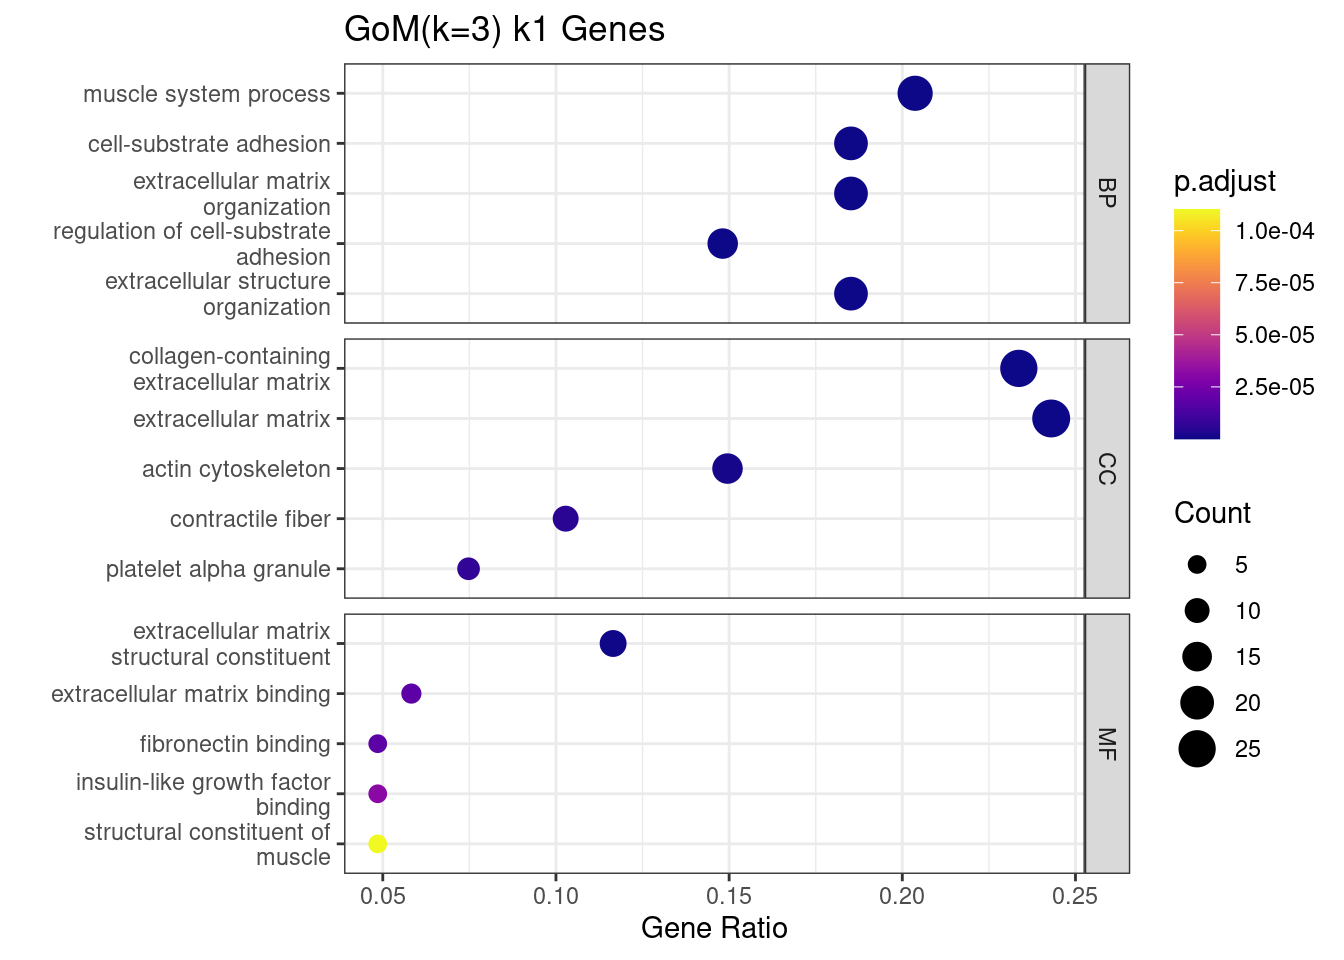 GoM(k=3) k1 Genes
muscle system process
cell-substrate adhesion
extracellular matrix
organization
regulation of cell-substrate
adhesion
extracellular structure
organization
BP
collagen-containing
extracellular matrix
extracellular matrix
actin cytoskeleton
contractile fiber
platelet alpha granule
CC
extracellular matrix
structural constituent
extracellular matrix binding
fibronectin binding
insulin-like growth factor
binding
structural constituent of
muscle
MF
0.05 0.10 0.15 0.20 0.25
Gene Ratio
p.adjust
1.0e-04
7.5e-05
5.0e-05
2.5e-05
Count
5
10
15
20
25